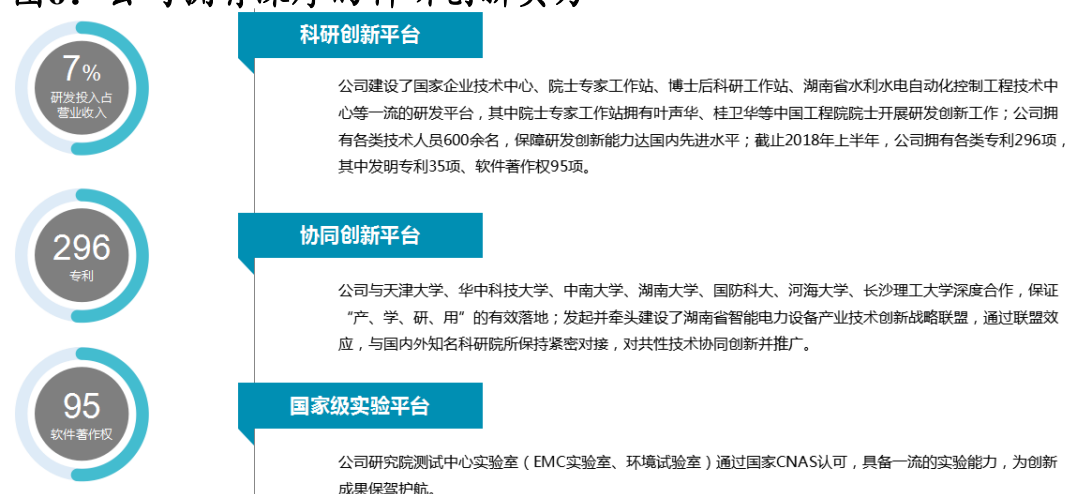 科研创新平台
7%
研发投入占
营业收入
公司建设了国家企业技术中心、院士专家工作站、博士后科研工作站、湖南省水利水电自动化控制工程技术中
心等一流的研发平台，其中院士专家工作站拥有叶声华、桂卫华等中国工程院院士开展研发创新工作；公司拥
有各类技术人员600余名，保障研发创新能力达国内先进水平；截止2018年上半年，公司拥有各类专利296项，
其中发明专利35项、软件著作权95项。
296
专利
协同创新平台
公司与天津大学、华中科技大学、中南大学、湖南大学、国防科大、河海大学、长沙理工大学深度合作，保证
“产、学、研、用”的有效落地；发起并牵头建设了湖南省智能电力设备产业技术创新战略联盟，通过联盟效
应，与国内外知名科研院所保持紧密对接，对共性技术协同创新并推广。
95
软件著作权
国家级实验平台
公司研究院测试中心实验室（EMC实验室、环境试验室）通过国家CNAS认可，具备一流的实验能力，为创新
成果保驾护航。